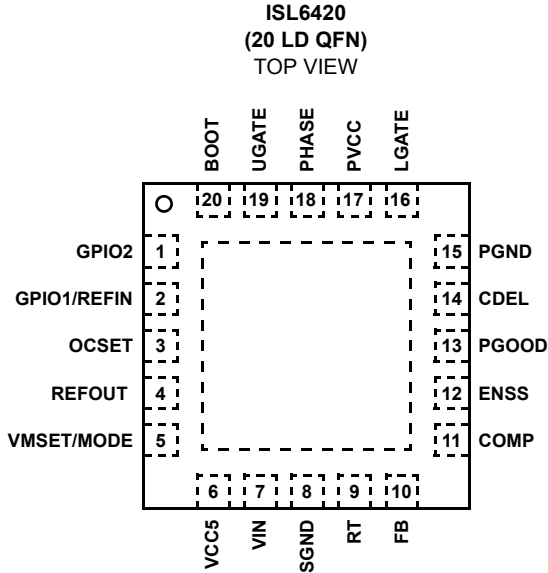 ISL6420
(20 LD QFN)
TOP VIEW
BOOT
UGATE
PHASE
PVCC
LGATE
20 19 18 17 16
GPIO2 1
GPIO1/REFIN 2
OCSET 3
REFOUT 4
VMSET/MODE 5
15 PGND
14 CDEL
13 PGOOD
12 ENSS
11 COMP
6 7 8 9 10
VCC5
VIN
SGND
RT
FB